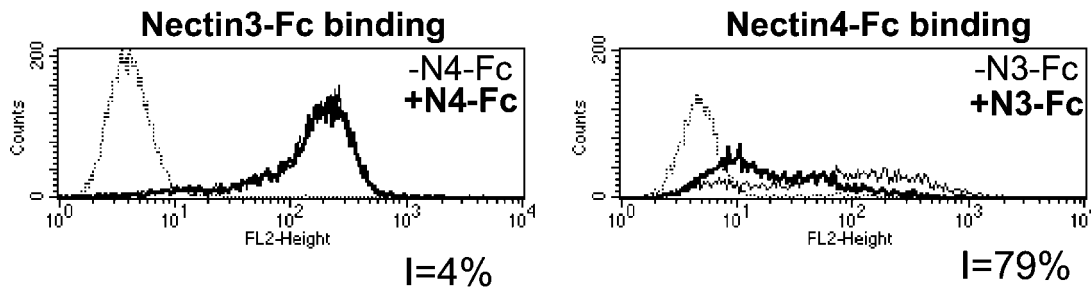 Nectin3-Fc binding
200
Counts
0
-N4-Fc
+N4-Fc
10^0 10^1 10^2 10^3 10^4
FL2-Height
I=4%
Nectin4-Fc binding
200
Counts
0
-N3-Fc
+N3-Fc
10^0 10^1 10^2 10^3 1
FL2-Height
I=79%